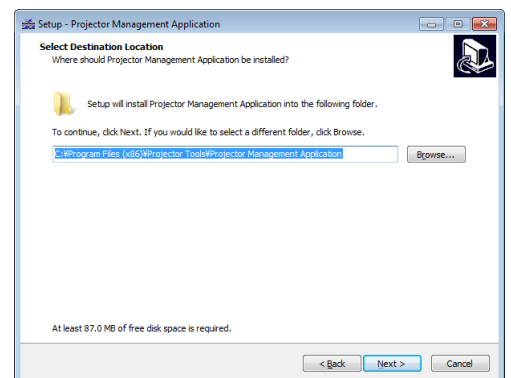 Setup - Projector Management Application
Select Destination Location
Where should Projector Management Application be installed?
Setup will install Projector Management Application into the following folder.
To continue, click Next. If you would like to select a different folder, click Browse.
C:¥Program Files (x86)¥Projector Tools¥Projector Management Application
Browse...
At least 87.0 MB of free disk space is required.
< Back
Next >
Cancel